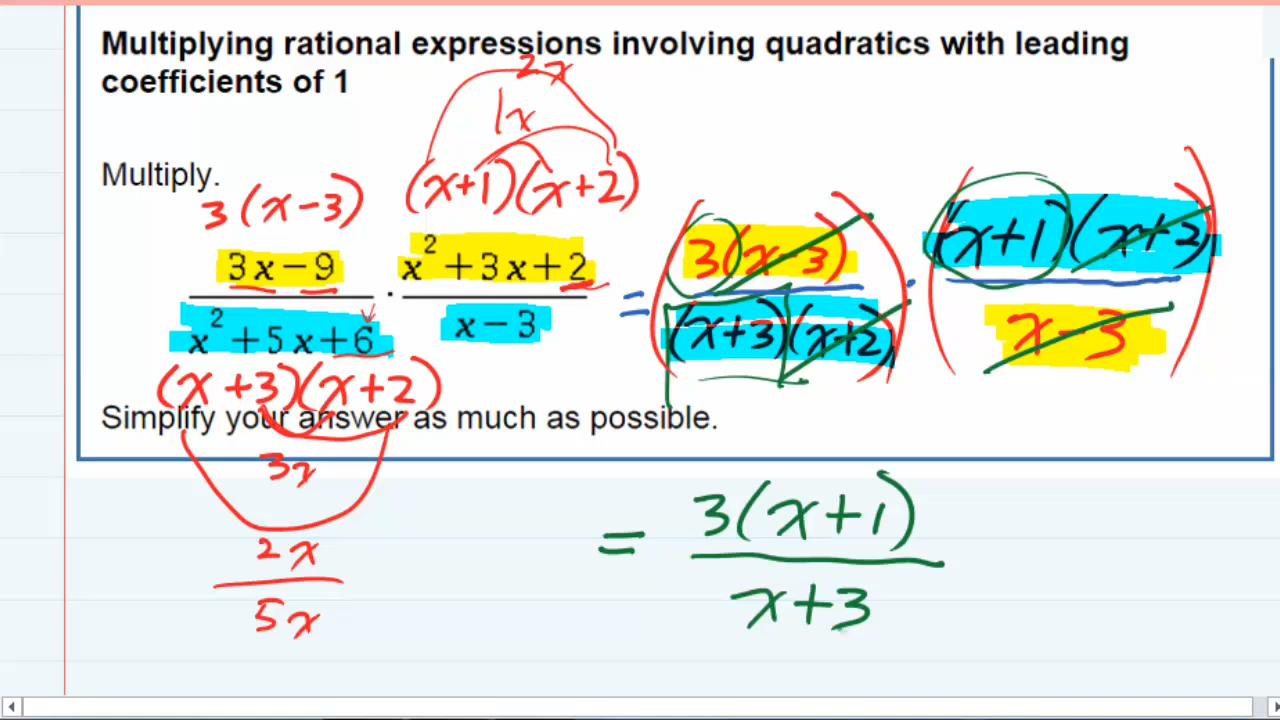 Multiplying rational expressions involving quadratics with leading
coefficients of 1
2x
1x
Multiply.
3(x-3) (x+1)(x+2)
3x-9 / x²+5x+6 · x²+3x+2 / x-3 = (3(x-3) / (x+3)(x+2)) · ((x+1)(x+2) / x-3)
(x+3)(x+2)
Simplify your answer as much as possible.
3x
2x
5x
= 3(x+1) / x+3